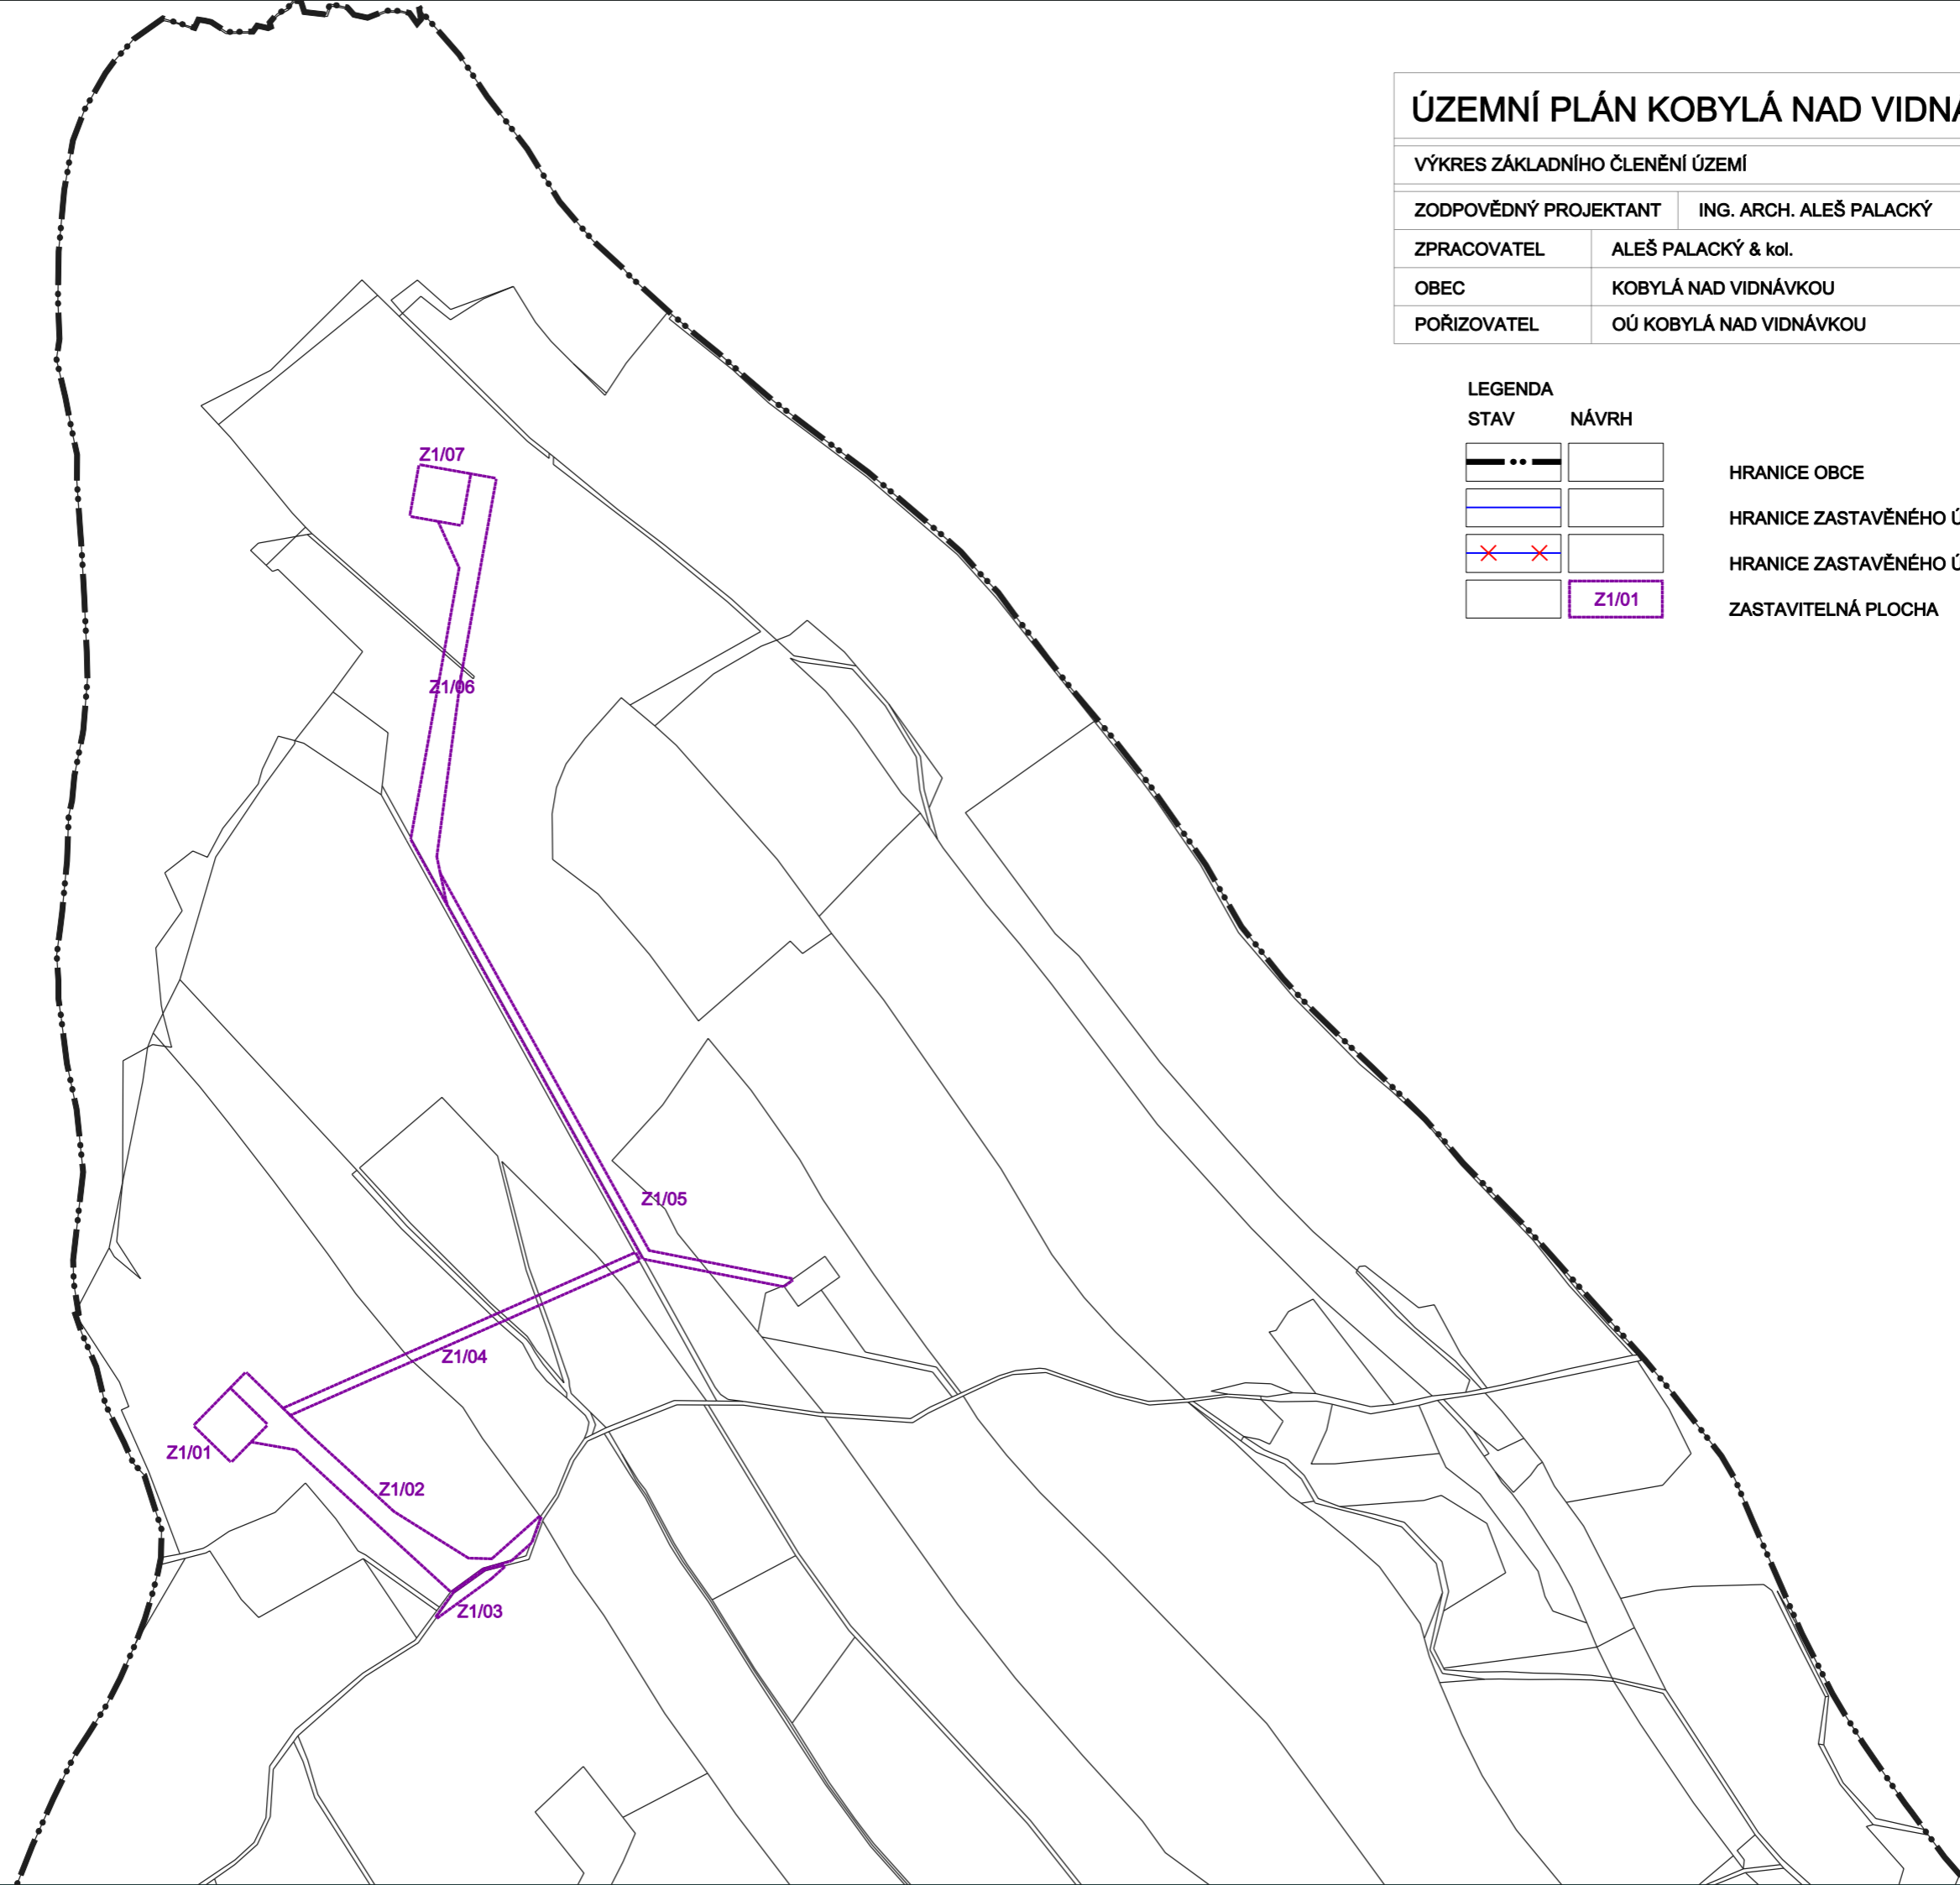 ÚZEMNÍ PLÁN KOBYLÁ NAD
VÝKRES ZÁKLADNÍHO ČLENĚNÍ ÚZEMÍ
ZODPOVĚDNÝ PROJEKTANT ING. ARCH. ALEŠ PALACKÝ
ZPRACOVATEL ALEŠ PALACKÝ & kol.
OBEC KOBYLÁ NAD VIDNÁVKOU
POŘIZOVATEL OÚ KOBYLÁ NAD VIDNÁVKOU
LEGENDA
STAV NÁVRH
HRANICE OBCE
HRANICE ZASTAVĚNÉHO
HRANICE ZASTAVĚNÉHO
Z1/01 ZASTAVITELNÁ PLOCHA
Z1/07
Z1/06
Z1/05
Z1/04
Z1/01
Z1/02
Z1/03